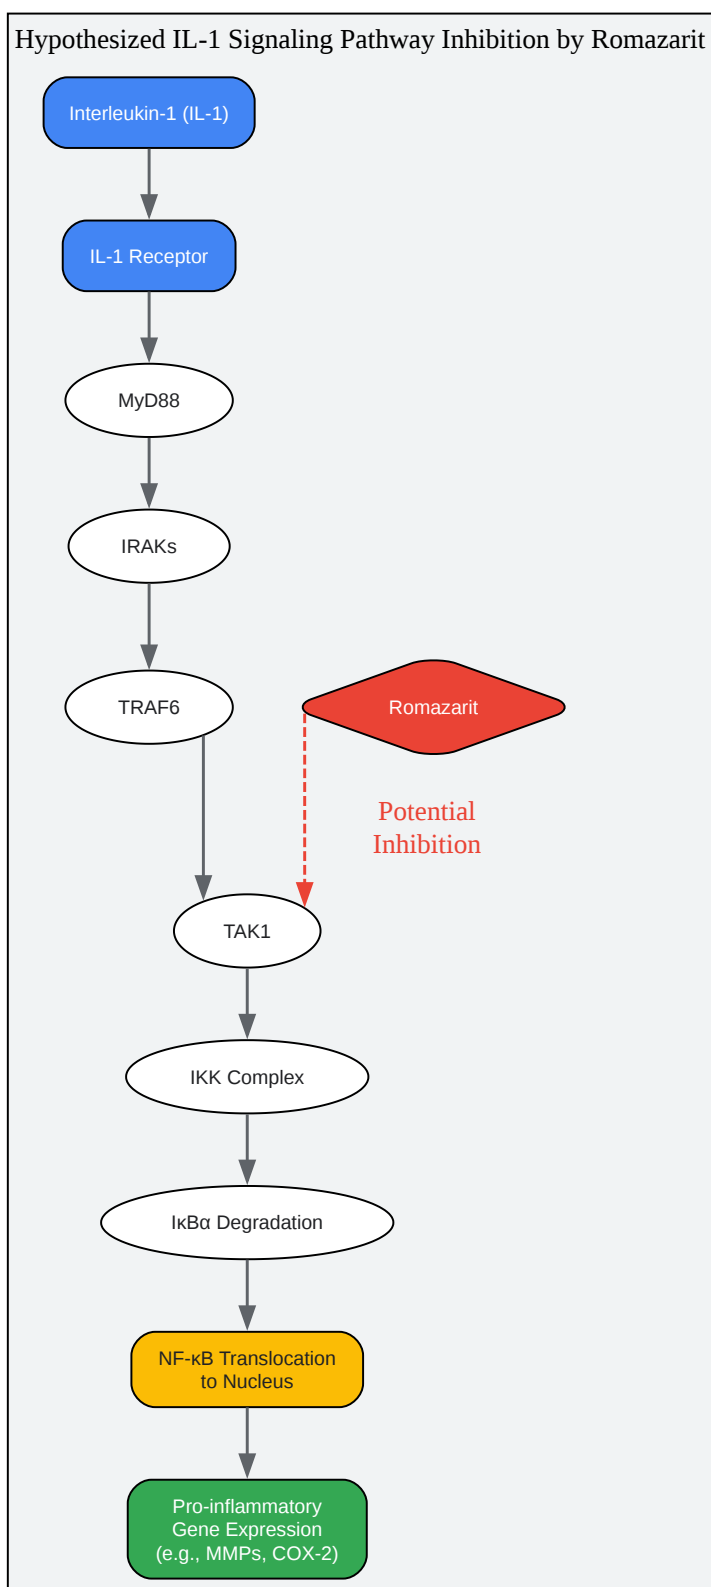 Hypothesized IL-1 Signaling Pathway Inhibition by Romazarit
Interleukin-1 (IL-1)
IL-1 Receptor
MyD88
IRAKs
TRAF6
Romazarit
Potential
Inhibition
TAK1
IKK Complex
IκBα Degradation
NF-κB Translocation
to Nucleus
Pro-inflammatory
Gene Expression
(e.g., MMPs, COX-2)